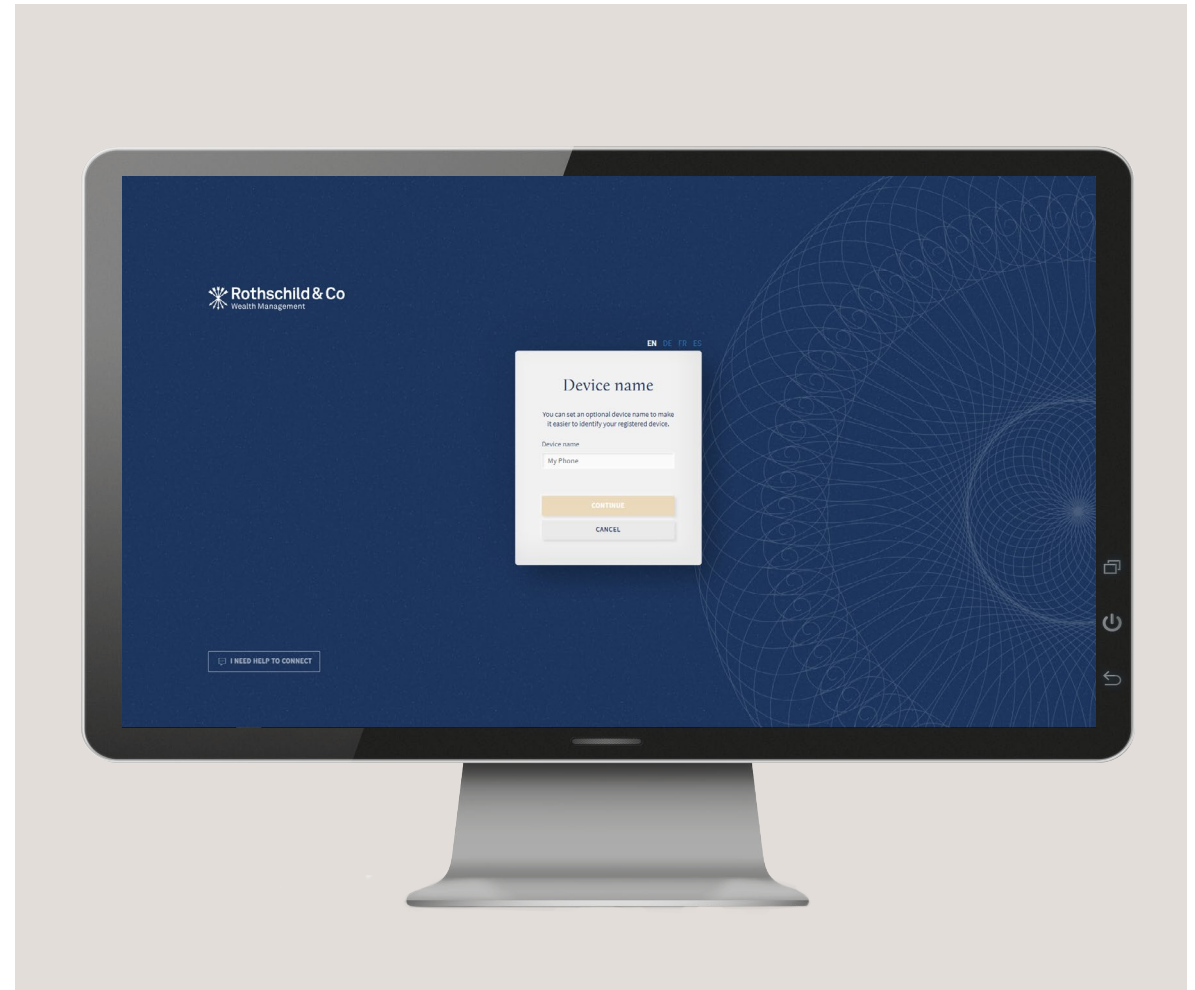 Rothschild & Co
Wealth Management
EN DE FR ES
Device name
You can set an optional device name to make
it easier to identify your registered device.
Device name
My Phone
CONTINUE
CANCEL
I NEED HELP TO CONNECT